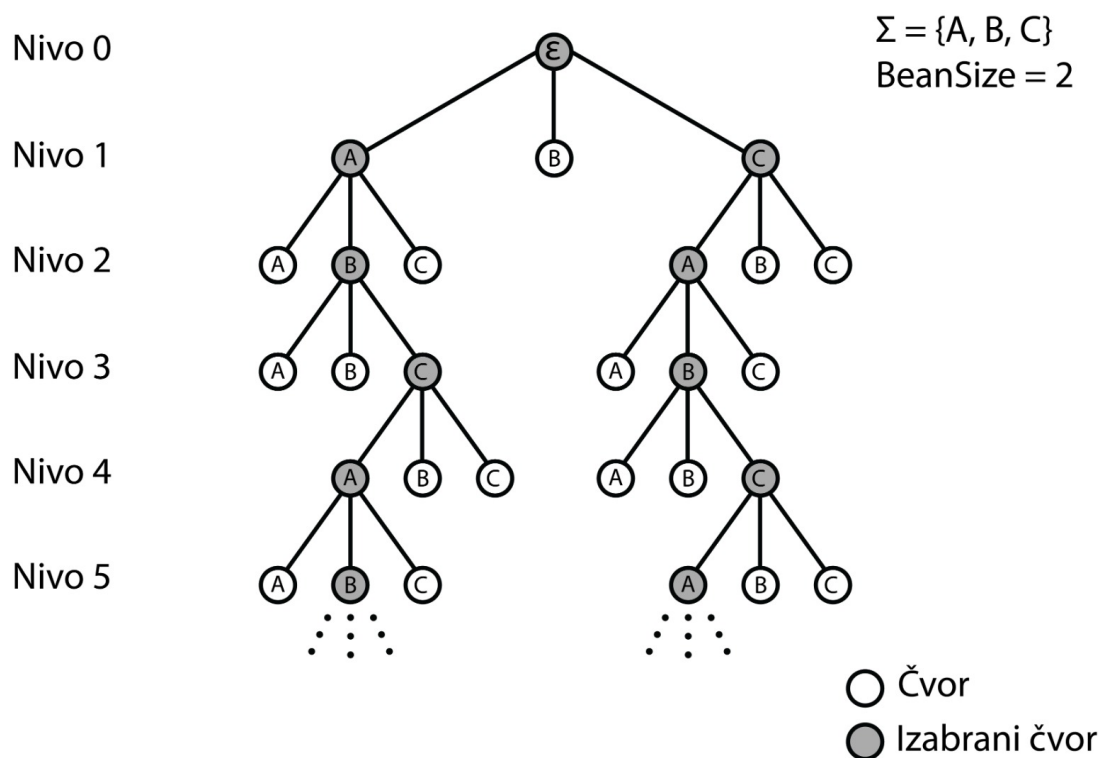 Nivo 0
ε
Σ = {A, B, C}
BeanSize = 2
Nivo 1
A B C
Nivo 2
A B C A B C
Nivo 3
A B C A B C
Nivo 4
A B C A B C
Nivo 5
A B C A B C
Čvor
Izabrani čvor